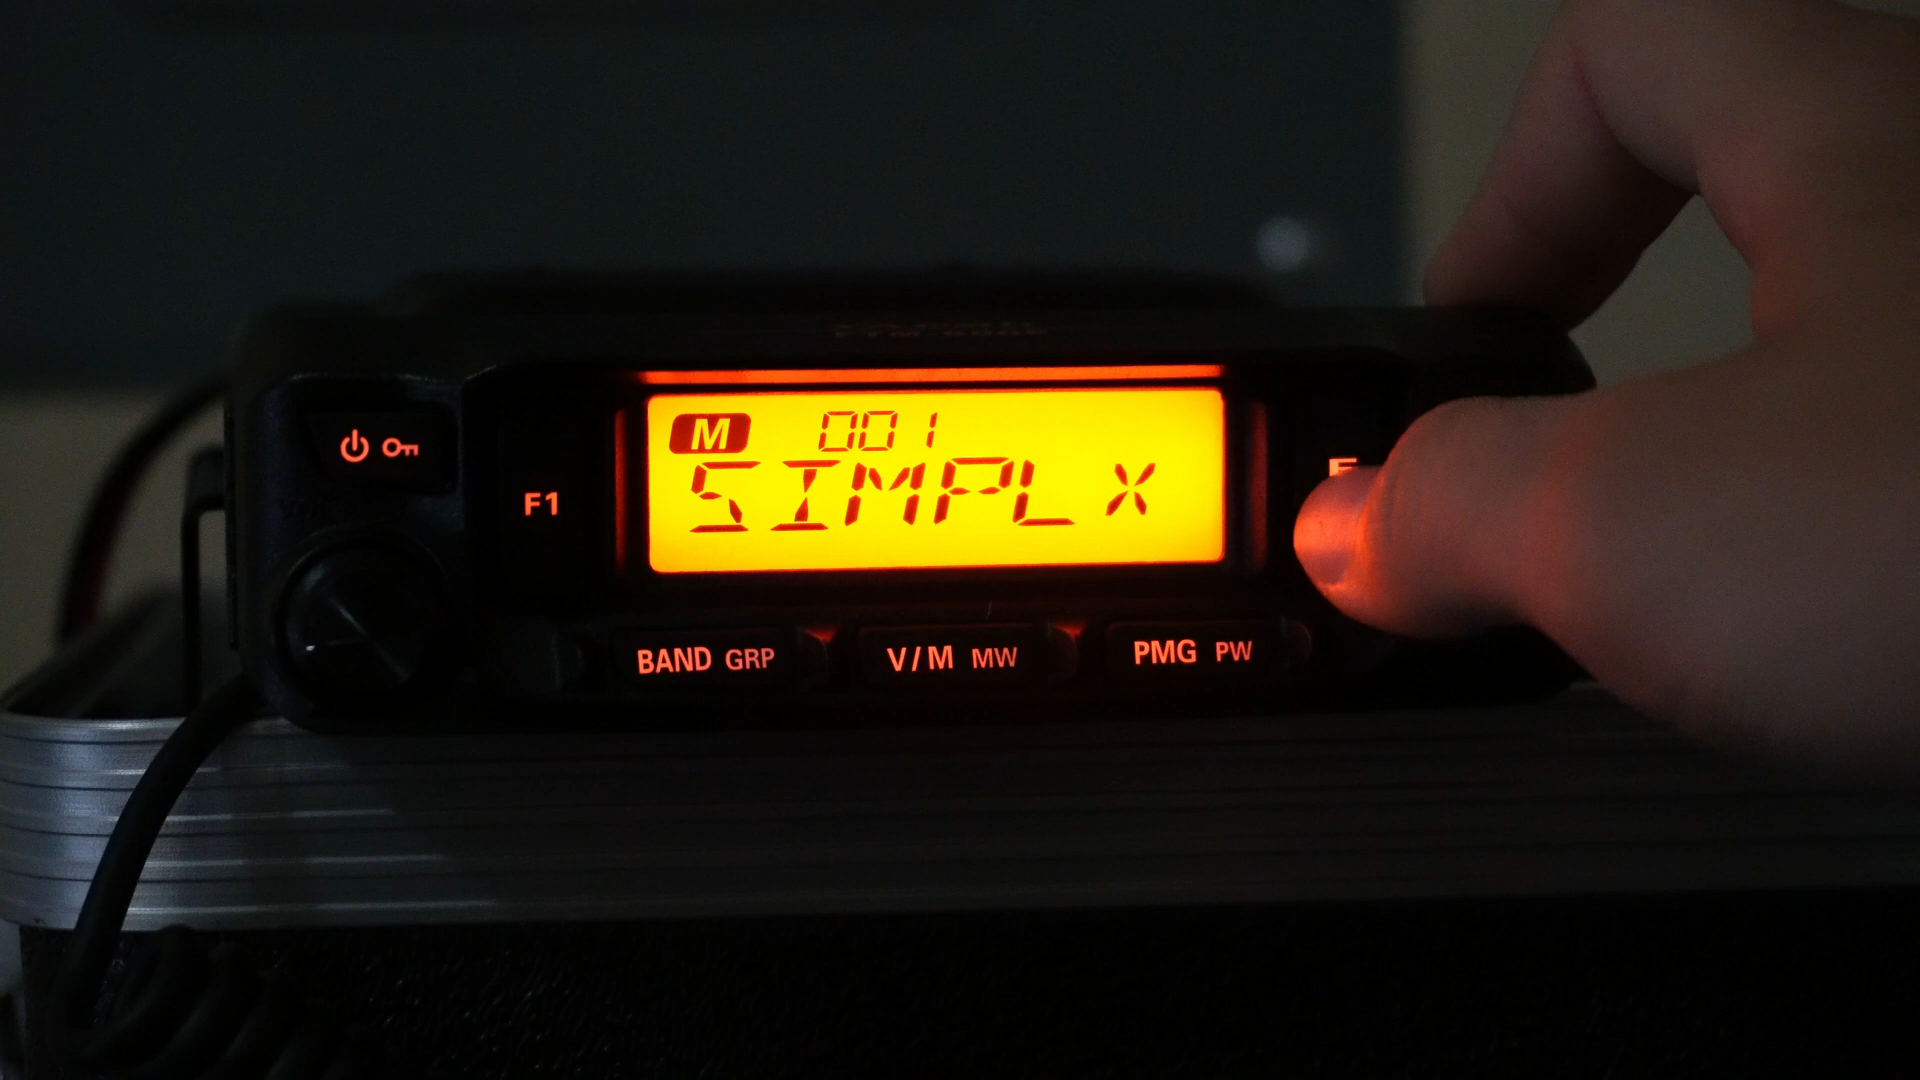 M 001
SIMPLX
F1
BAND GRP
V/M MW
PMG PW